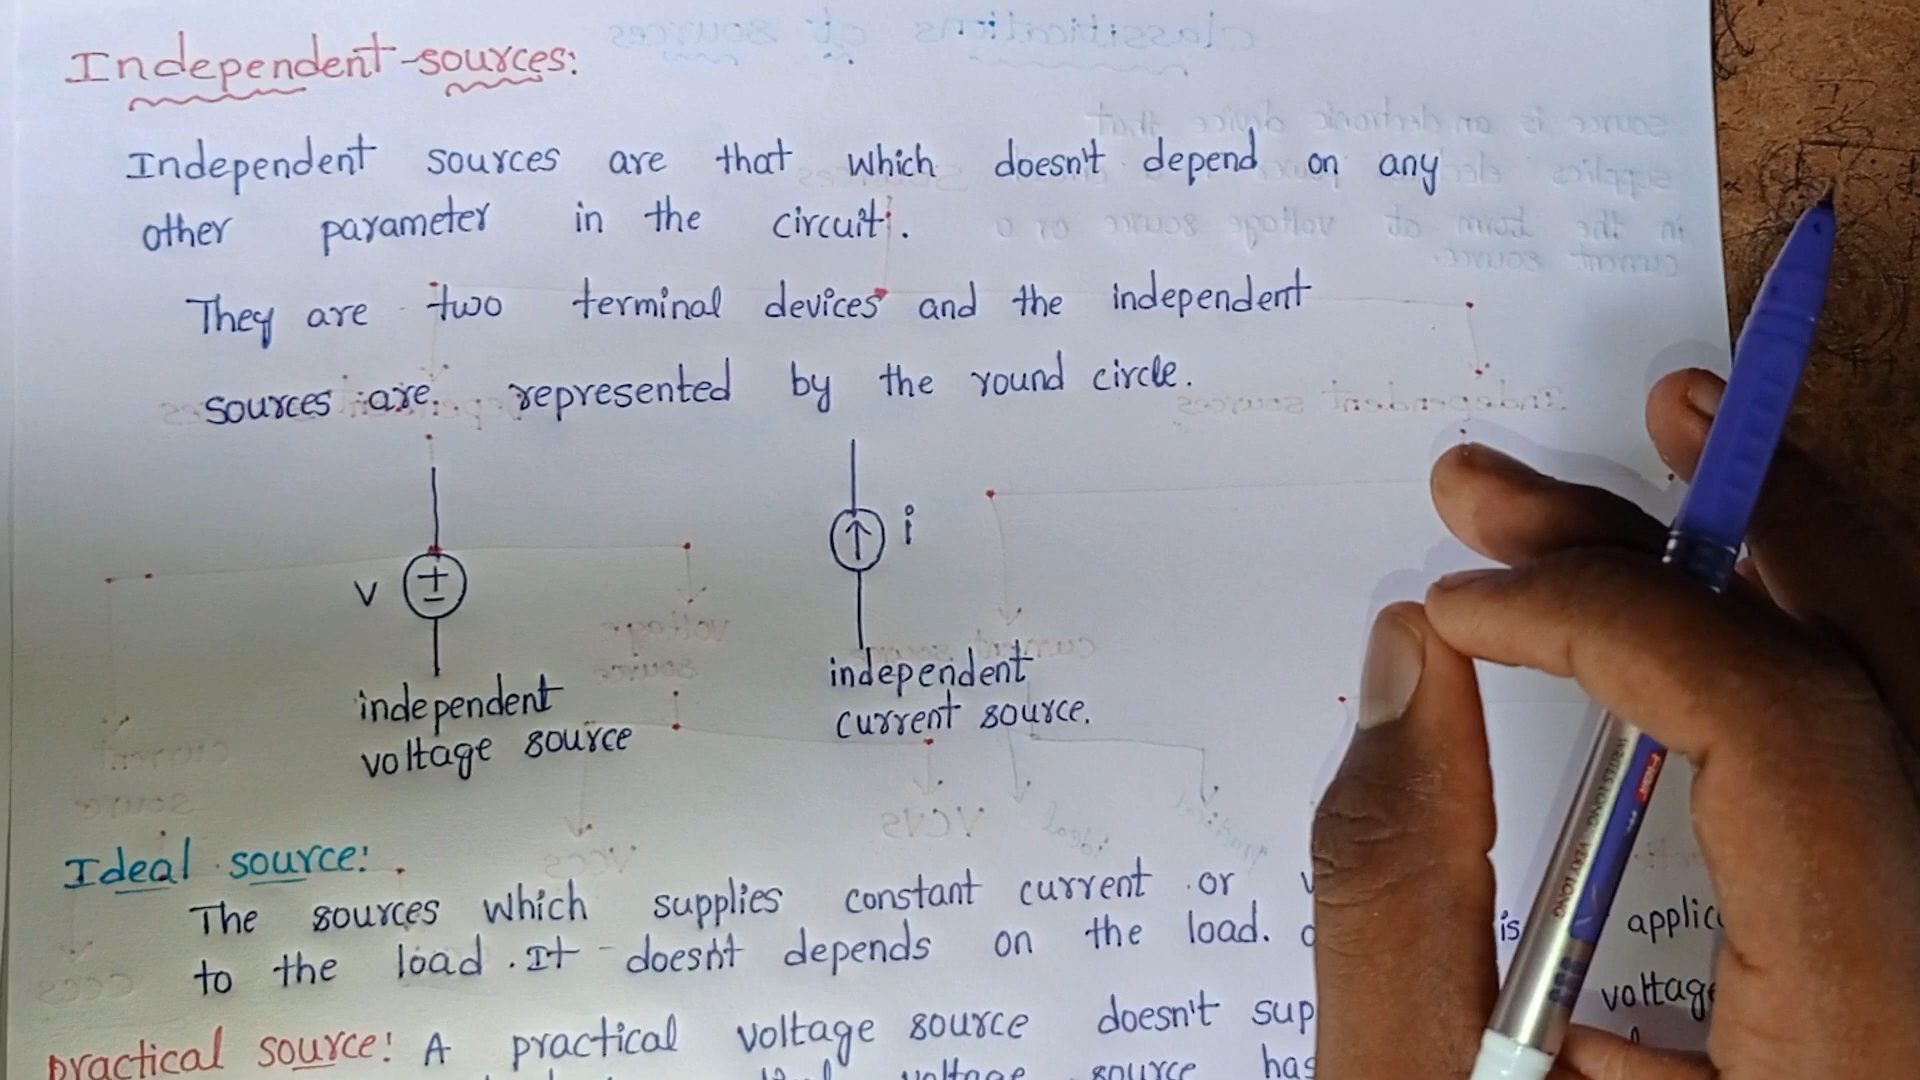 Independent sources:
Independent sources are that which doesn't depend on any
other parameter in the circuit.
They are two terminal devices and the independent
sources are represented by the round circle.
V
+
-
i
independent
voltage source
independent
current source.
Ideal source:
The sources which supplies constant current or
to the load. It doesn't depends on the load. is
practical source: A practical voltage source doesn't
voltage
voltage source has